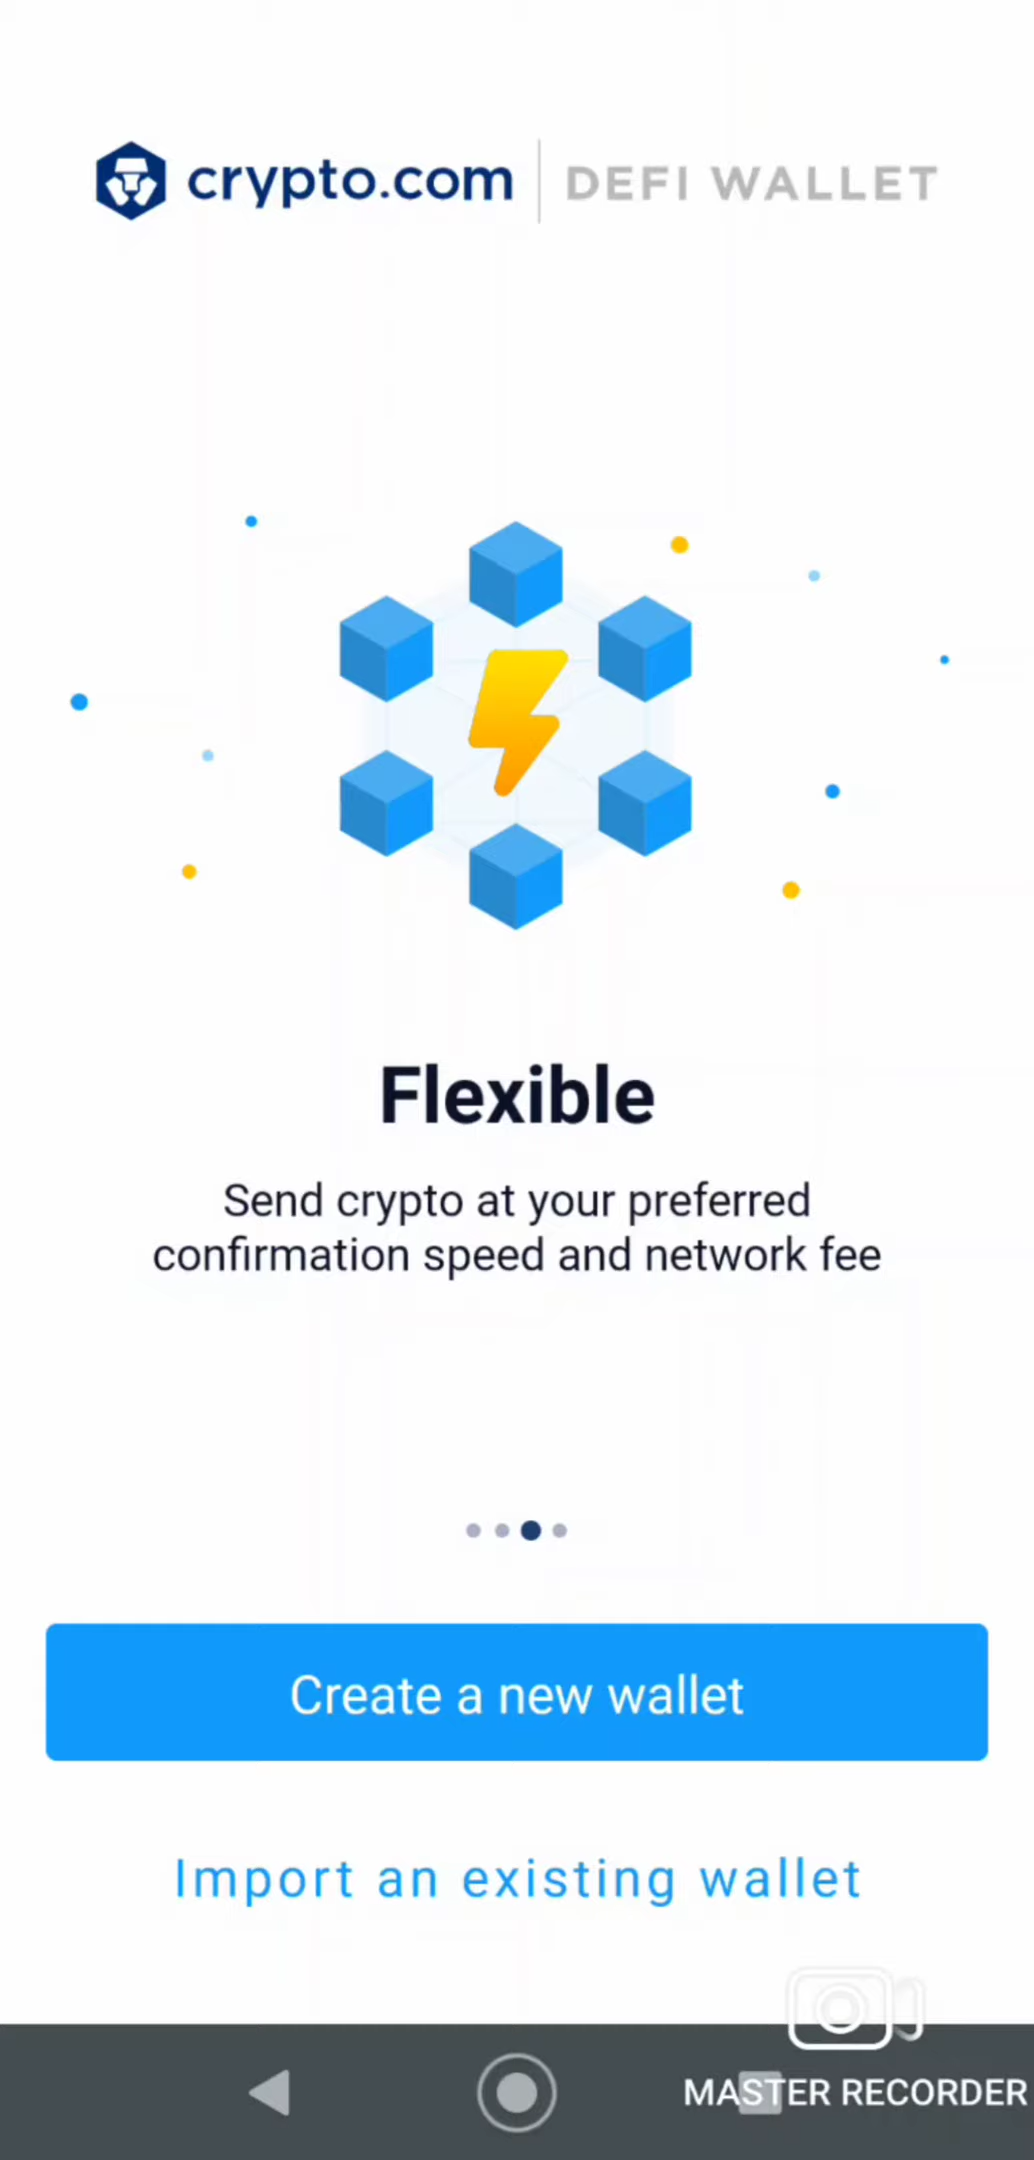 crypto.com | DEFI WALLET
Flexible
Send crypto at your preferred
confirmation speed and network fee
Create a new wallet
Import an existing wallet
MASTER RECORDER